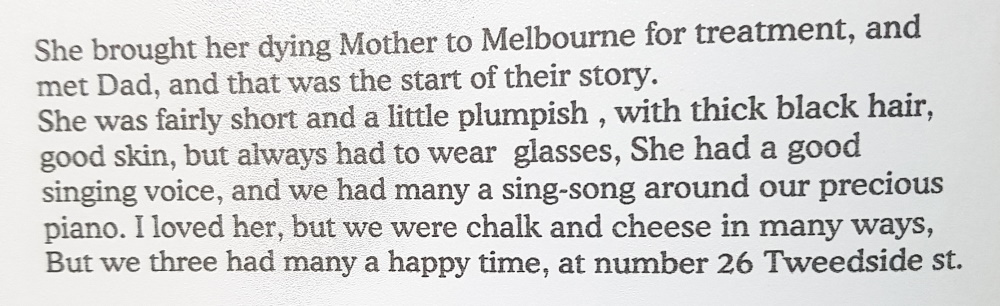 She brought her dying Mother to Melbourne for treatment, and
met Dad, and that was the start of their story.
She was fairly short and a little plumpish , with thick black hair,
good skin, but always had to wear  glasses, She had a good
singing voice, and we had many a sing-song around our precious
piano. I loved her, but we were chalk and cheese in many ways,
But we three had many a happy time, at number 26 Tweedside st.